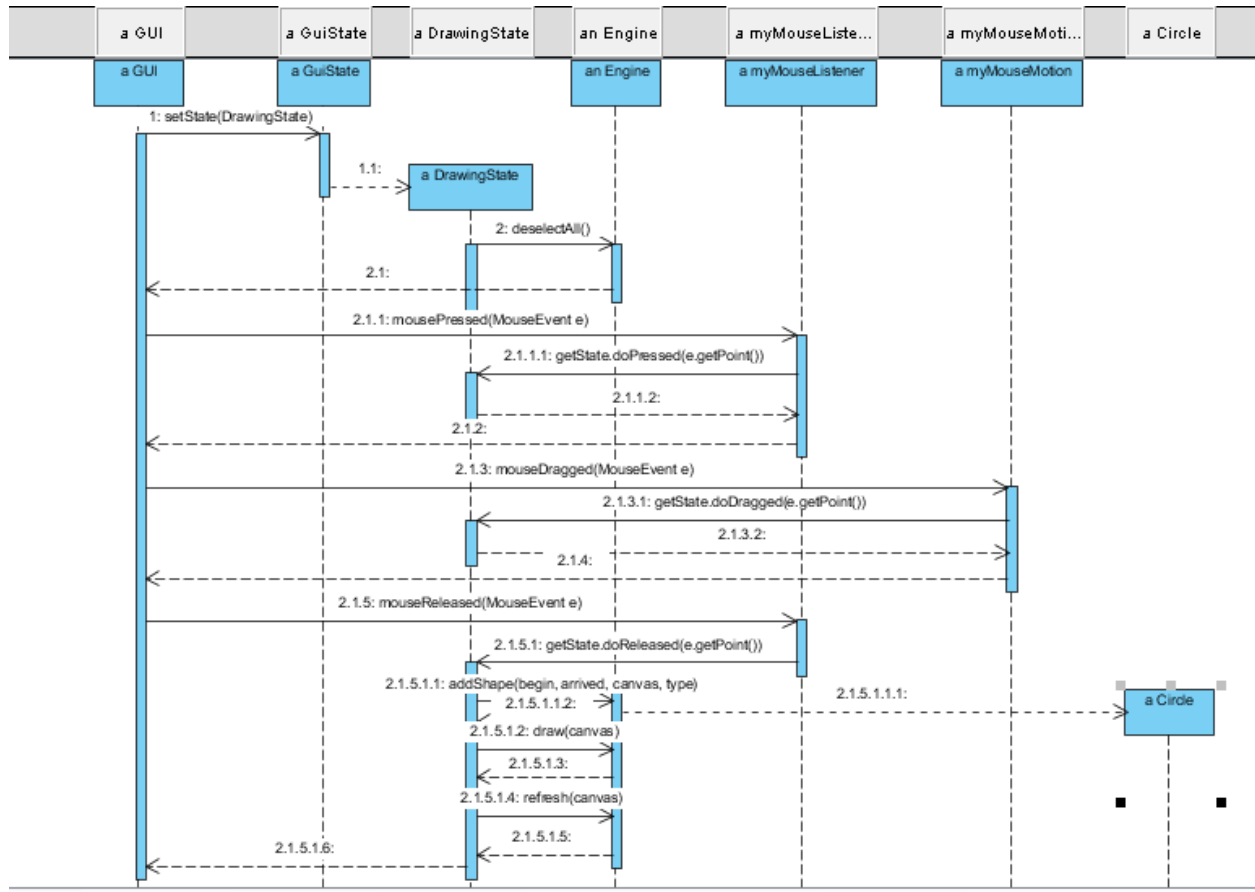 a GUI
a GuiState
a DrawingState
an Engine
a myMouseListe...
a myMouseMoti...
a Circle
a GUI
a GuiState
an Engine
a myMouseListener
a myMouseMotion
1: setState(DrawingState)
1.1:
a DrawingState
2: deselectAll()
2.1:
2.1.1: mousePressed(MouseEvent e)
2.1.1.1: getState.doPressed(e.getPoint())
2.1.1.2:
2.1.2:
2.1.3: mouseDragged(MouseEvent e)
2.1.3.1: getState.doDragged(e.getPoint())
2.1.3.2:
2.1.4:
2.1.5: mouseReleased(MouseEvent e)
2.1.5.1: getState.doReleased(e.getPoint())
2.1.5.1.1: addShape(begin, arrived, canvas, type)
2.1.5.1.1.1:
a Circle
2.1.5.1.1.2:
2.1.5.1.2: draw(canvas)
2.1.5.1.3:
2.1.5.1.4: refresh(canvas)
2.1.5.1.5:
2.1.5.1.6: